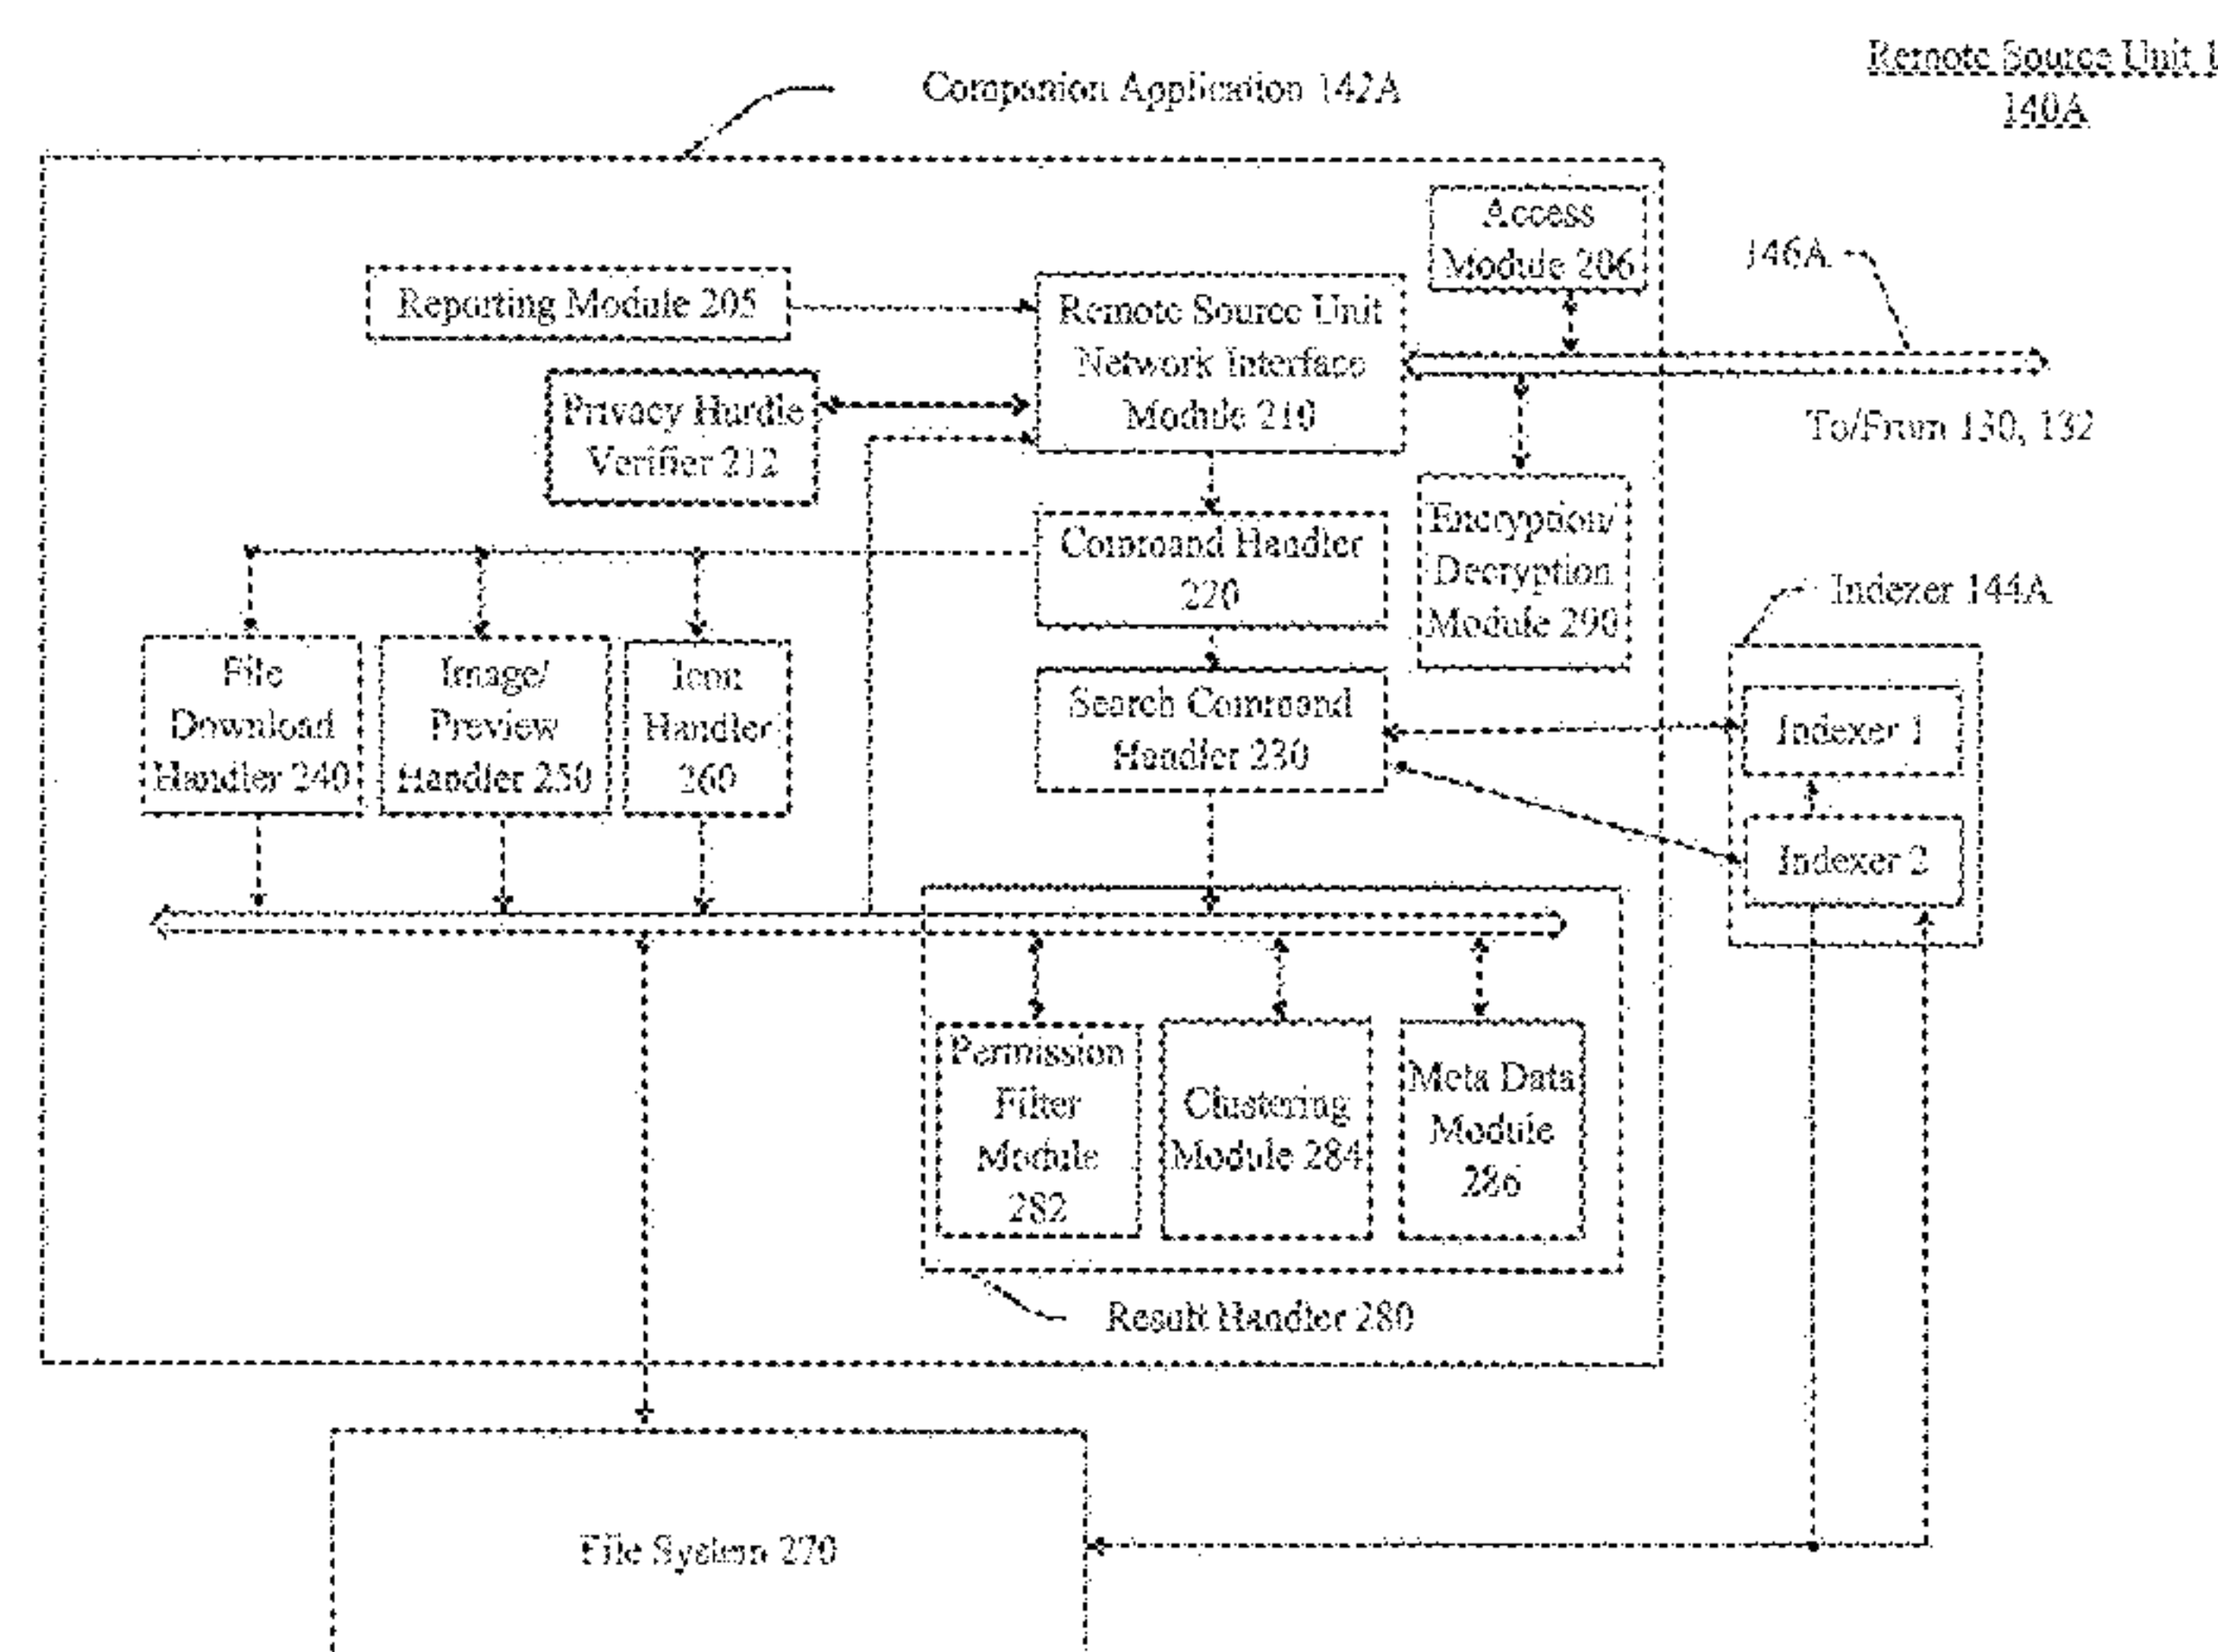 Remote Source Unit 1
140A
Companion Application 142A
Access
Module 206
146A
Reporting Module 205
Remote Source Unit
Network Interface
Module 210
Privacy Hurdle
Verifier 212
To/From 130, 132
Command Handler
220
Encryption/
Decryption
Module 290
Indexer 144A
File
Download
Handler 240
Image/
Preview
Handler 250
Icon
Handler
260
Search Command
Handler 230
Indexer 1
Indexer 2
Permission
Filter
Module
282
Clustering
Module 284
Meta Data
Module
286
Result Handler 280
File System 270